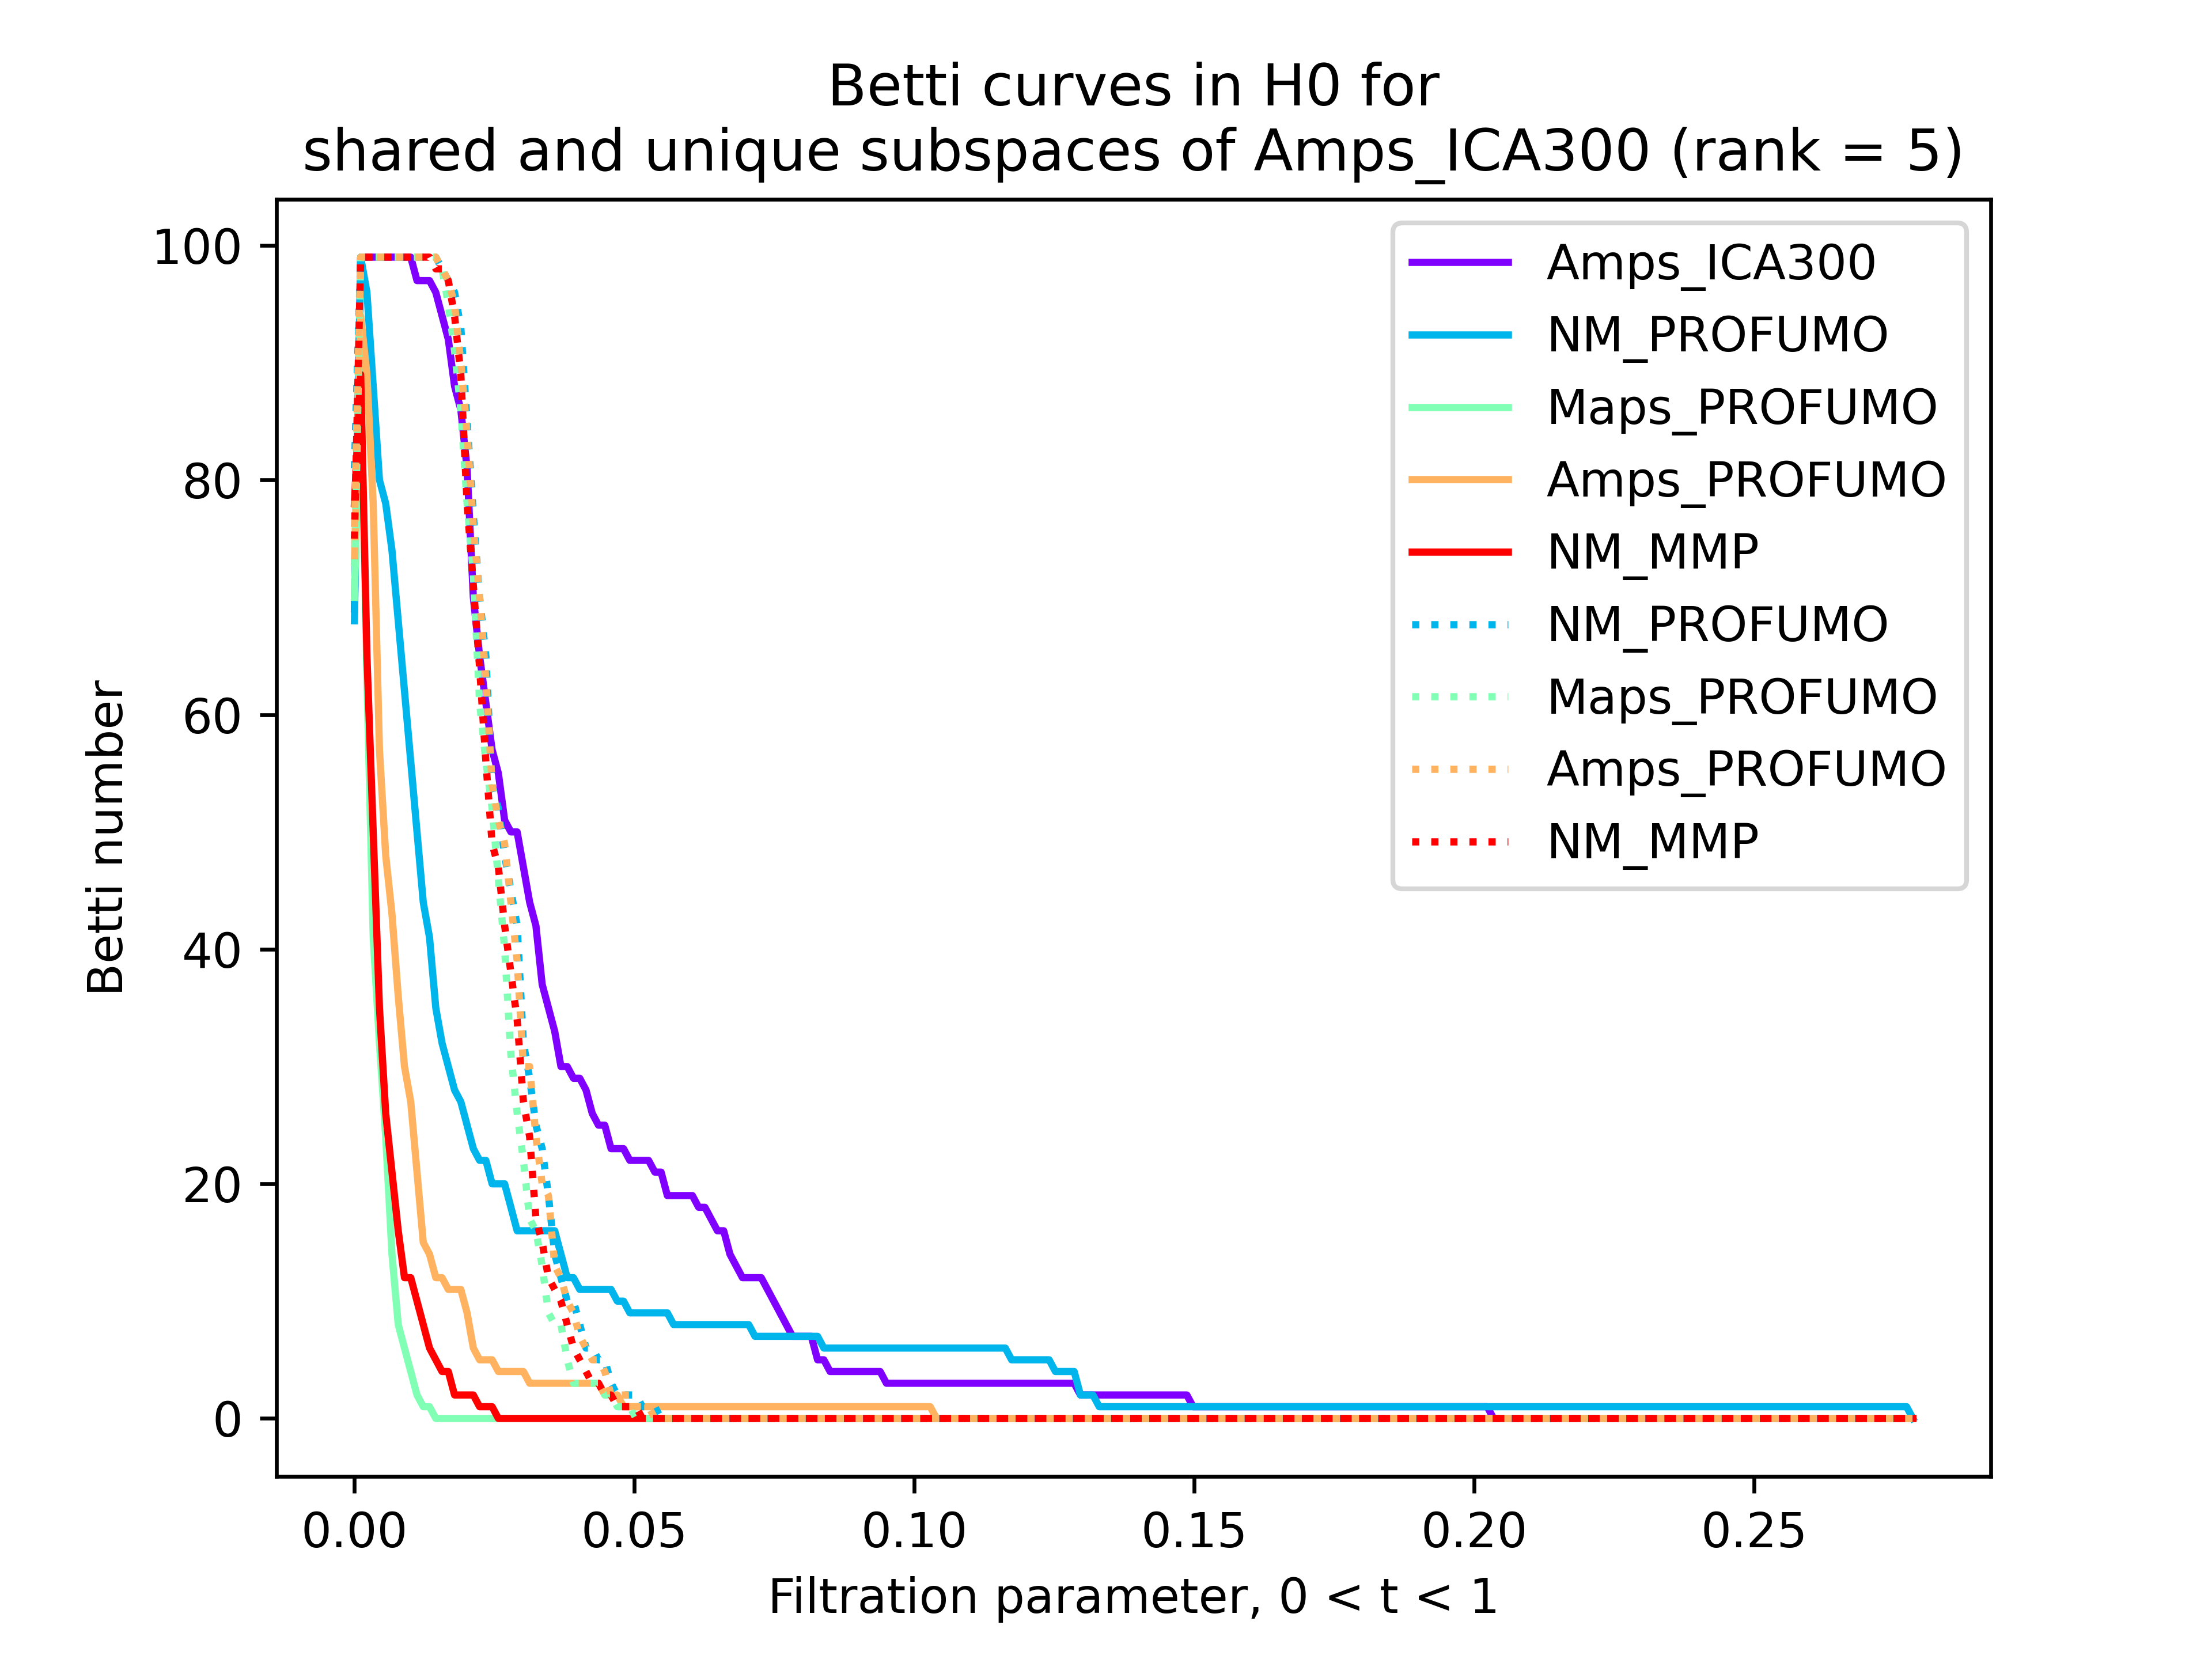 Betti curves in H0 for
shared and unique subspaces of Amps_ICA300 (rank = 5)
100
80
60
40
20
0
Betti number
Amps_ICA300
NM_PROFUMO
Maps_PROFUMO
Amps_PROFUMO
NM_MMP
NM_PROFUMO
Maps_PROFUMO
Amps_PROFUMO
NM_MMP
0.00 0.05 0.10 0.15 0.20 0.25
Filtration parameter, 0 < t < 1